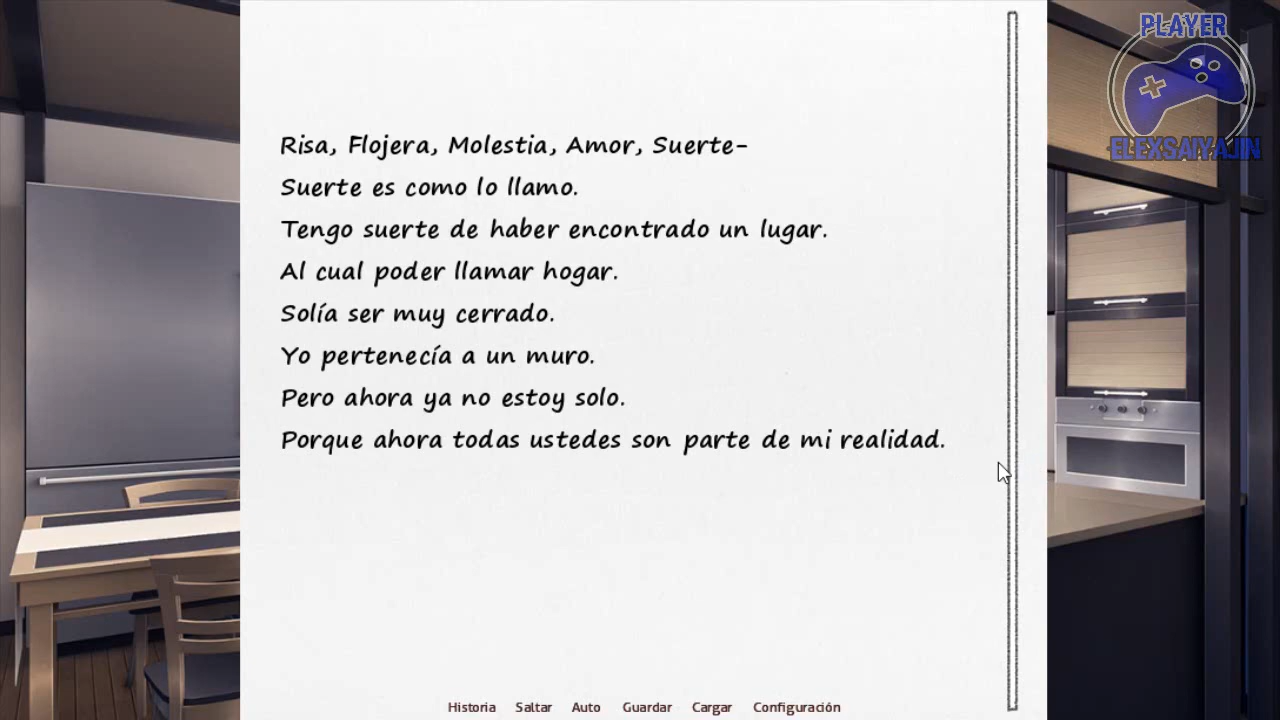 PLAYER
ELEXSAIYAJIN
Risa, Flojera, Molestia, Amor, Suerte-
Suerte es como lo llamo.
Tengo suerte de haber encontrado un lugar.
Al cual poder llamar hogar.
Solía ser muy cerrado.
Yo pertenecía a un muro.
Pero ahora ya no estoy solo.
Porque ahora todas ustedes son parte de mi realidad.
Historia Saltar Auto Guardar Cargar Configuración